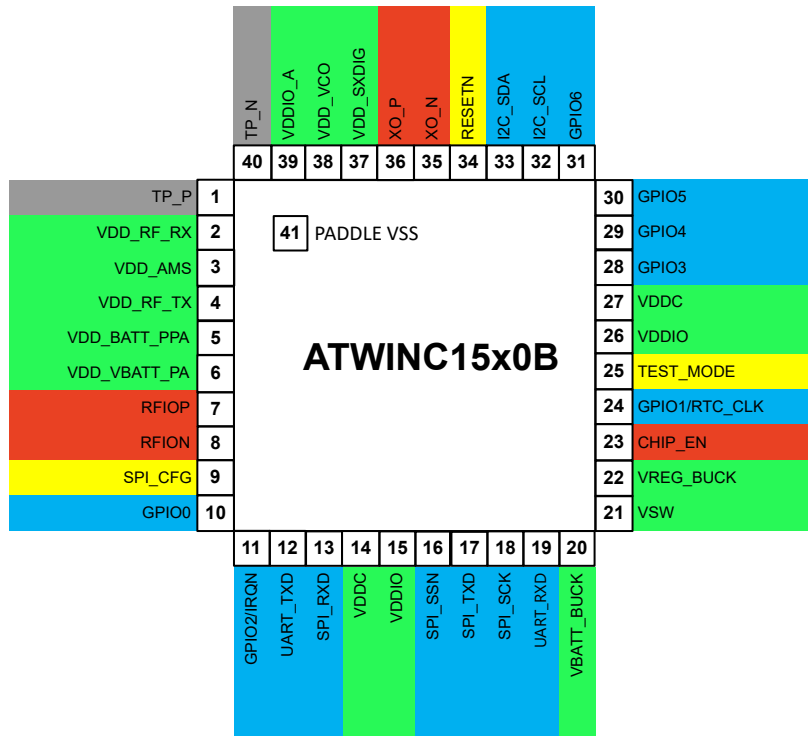 TP_N
VDDIO_A
VDD_VCO
VDD_SXDIG
XO_P
XO_N
RESETN
I2C_SDA
I2C_SCL
GPIO6
40 39 38 37 36 35 34 33 32 31
TP_P 1
VDD_RF_RX 2
VDD_AMS 3
VDD_RF_TX 4
VDD_BATT_PPA 5
VDD_VBATT_PA 6
RFIOP 7
RFION 8
SPI_CFG 9
GPIO0 10
41 PADDLE VSS
ATWINC15x0B
30 GPIO5
29 GPIO4
28 GPIO3
27 VDDC
26 VDDIO
25 TEST_MODE
24 GPIO1/RTC_CLK
23 CHIP_EN
22 VREG_BUCK
21 VSW
11 12 13 14 15 16 17 18 19 20
GPIO2/IRQN
UART_TXD
SPI_RXD
VDDC
VDDIO
SPI_SSN
SPI_TXD
SPI_SCK
UART_RXD
VBATT_BUCK